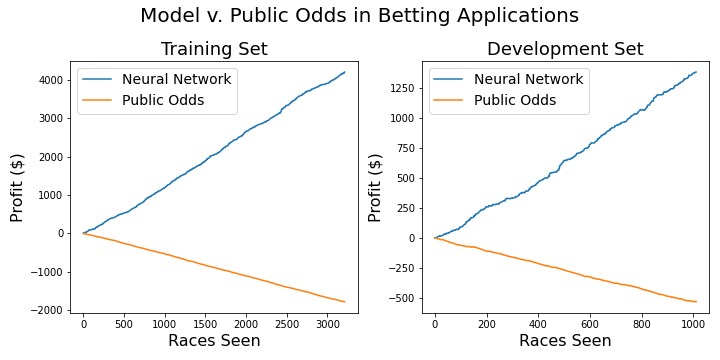 Model v. Public Odds in Betting Applications
Training Set
Neural Network
Public Odds
Profit ($)
4000
3000
2000
1000
0
−1000
−2000
0 500 1000 1500 2000 2500 3000
Races Seen
Development Set
Neural Network
Public Odds
Profit ($)
1250
1000
750
500
250
0
−250
−500
0 200 400 600 800 1000
Races Seen